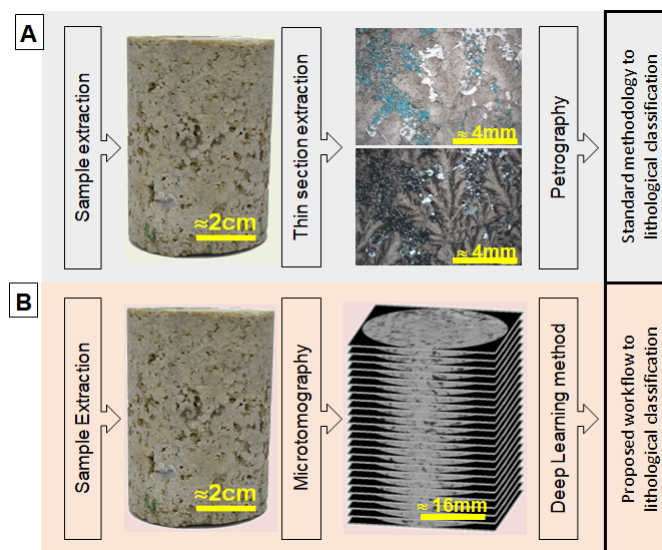 A
Sample extraction
≈2cm
Thin section extraction
≈ 4mm
≈ 4mm
Petrography
Standard methodology to
lithological classification
B
Sample Extraction
≈2cm
Microtomography
≈ 16mm
Deep Learning method
Proposed workflow to
lithological classification